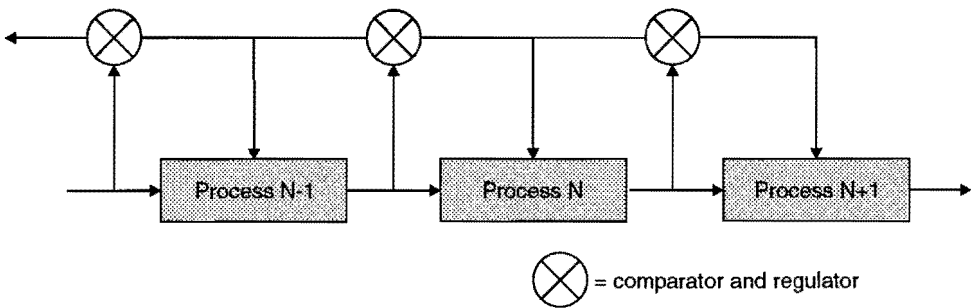 Process N-1
Process N
Process N+1
= comparator and regulator